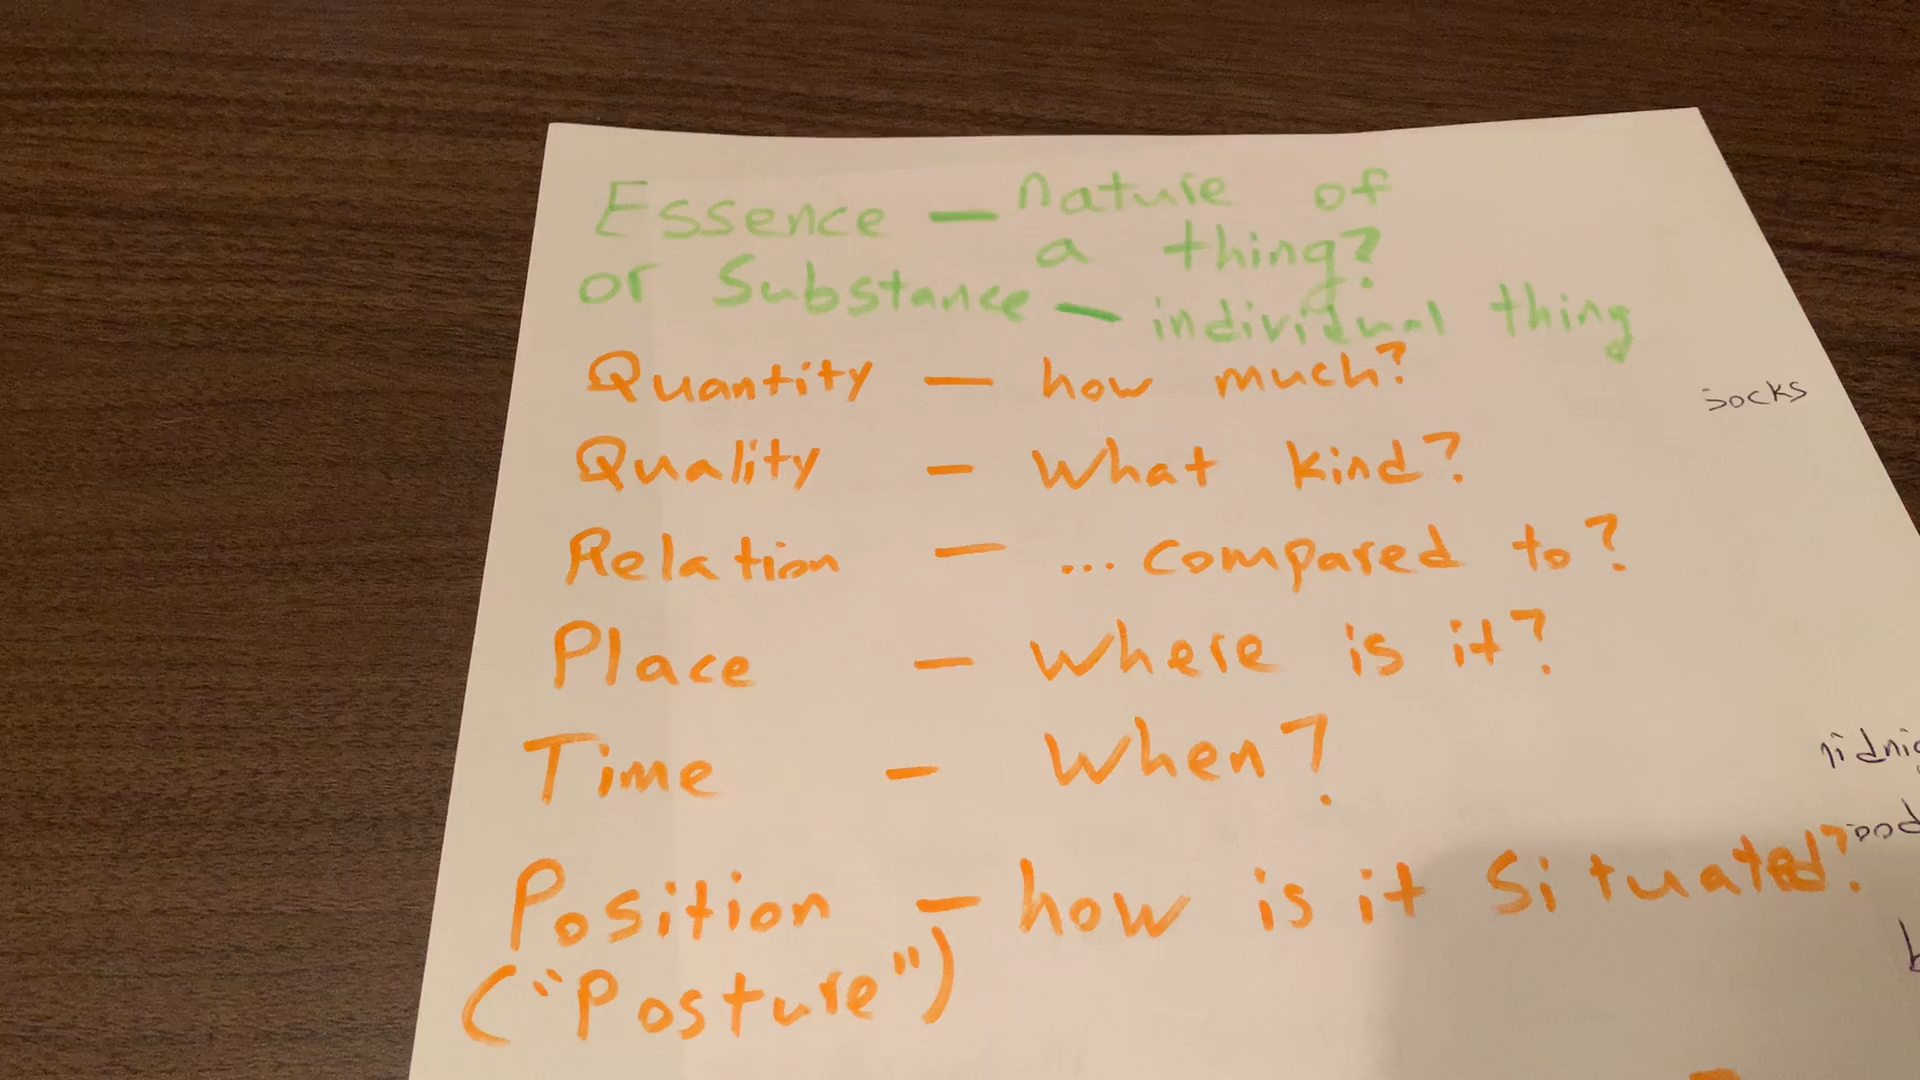 Essence — nature of
a thing?
or Substance — individual thing
Quantity — how much?
socks
Quality — What kind?
Relation — ... compared to?
Place — Where is it?
Time — When?
Position — how is it situated?
("Posture")